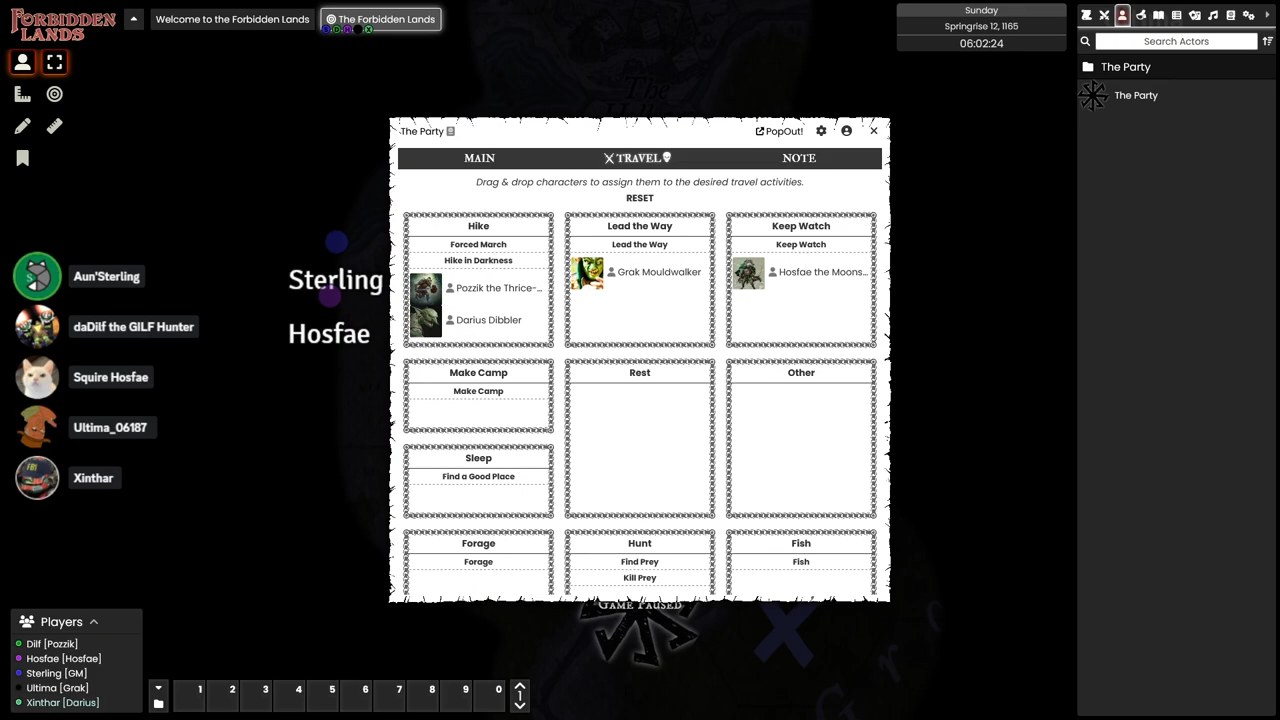 FORBIDDEN LANDS
Welcome to the Forbidden Lands
The Forbidden Lands
Sunday
Springrise 12, 1165
06:02:24
Search Actors
The Party
The Party
The Party
PopOut!
MAIN
TRAVEL
NOTE
Drag & drop characters to assign them to the desired travel activities.
RESET
Hike
Forced March
Hike in Darkness
Pozzik the Thrice-...
Darius Dibbler
Lead the Way
Lead the Way
Grak Mouldwalker
Keep Watch
Keep Watch
Hosfae the Moons...
Make Camp
Make Camp
Rest
Other
Sleep
Find a Good Place
Forage
Forage
Hunt
Find Prey
Kill Prey
Fish
Fish
GAME PAUSED
Sterling
Hosfae
Aun'Sterling
daDilf the GILF Hunter
Squire Hosfae
Ultima_06187
Xinthar
Players
Dilf [Pozzik]
Hosfae [Hosfae]
Sterling [GM]
Ultima [Grak]
Xinthar [Darius]
1 2 3 4 5 6 7 8 9 0
1